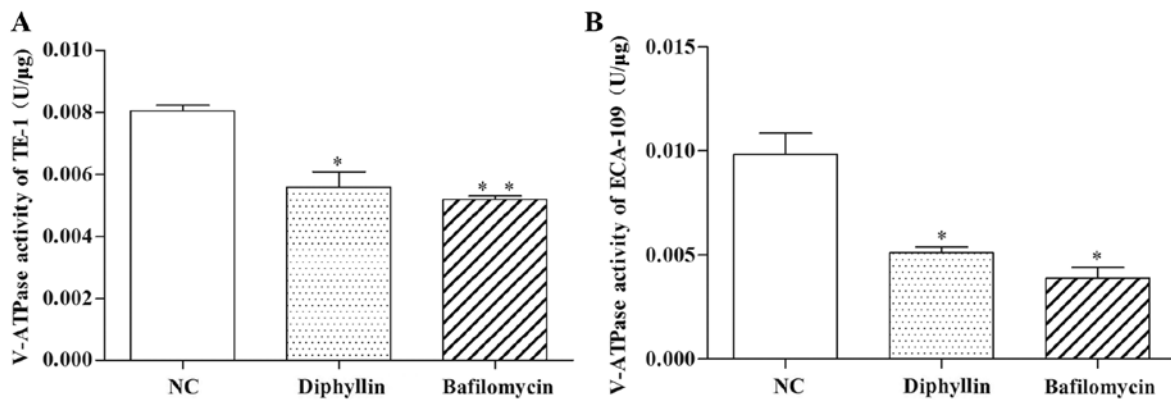 A
V-ATPase activity of TE-1 (U/μg)
0.010
0.008
0.006
0.004
0.002
0.000
*
* *
NC
Diphyllin
Bafilomycin
B
V-ATPase activity of ECA-109 (U/μg)
0.015
0.010
0.005
0.000
*
*
NC
Diphyllin
Bafilomycin